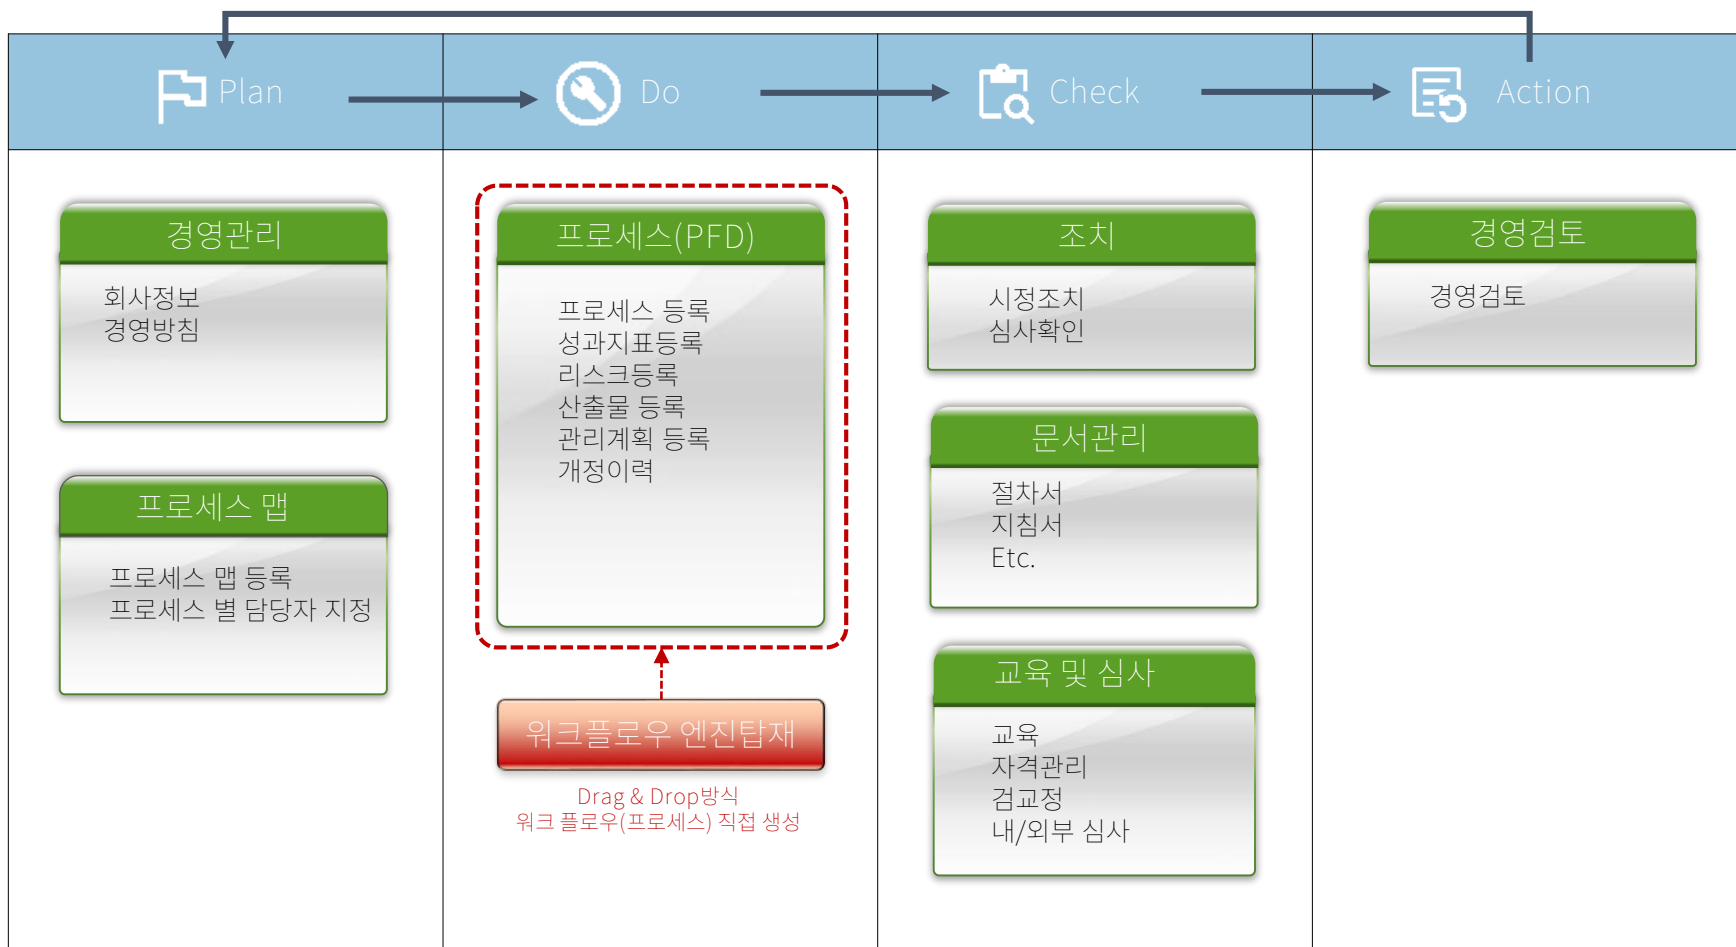 Plan
Do
Check
Action
경영관리
회사정보
경영방침
프로세스 맵
프로세스 맵 등록
프로세스 별 담당자 지정
프로세스(PFD)
프로세스 등록
성과지표등록
리스크등록
산출물 등록
관리계획 등록
개정이력
워크플로우 엔진탑재
Drag & Drop방식
워크 플로우(프로세스) 직접 생성
조치
시정조치
심사확인
문서관리
절차서
지침서
Etc.
교육 및 심사
교육
자격관리
검교정
내/외부 심사
경영검토
경영검토